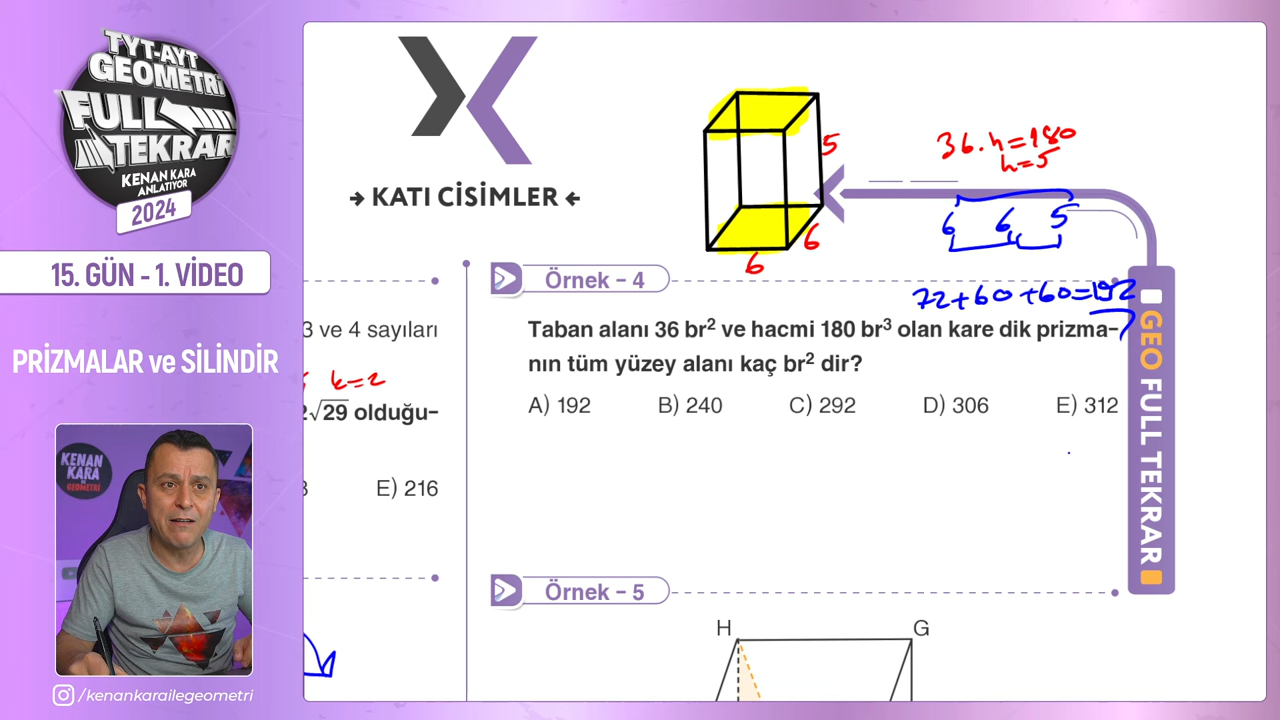 TYT-AYT
GEOMETRİ
FULL
TEKRAR
KENAN KARA
ANLATIYOR
2024
15. GÜN - 1. VİDEO
PRİZMALAR ve SİLİNDİR
KENAN
KARA
GEOMETRİ
/kenankarailegeometri
→ KATI CİSİMLER ←
5
6
6
36.h=180
h=5
6 6 5
72+60+60=192
3 ve 4 sayıları
k=2
√29 olduğu-
E) 216
Örnek – 4
Taban alanı 36 br² ve hacmi 180 br³ olan kare dik prizma-
nın tüm yüzey alanı kaç br² dir?
A) 192 B) 240 C) 292 D) 306 E) 312
Örnek – 5
H G
GEO FULL TEKRAR